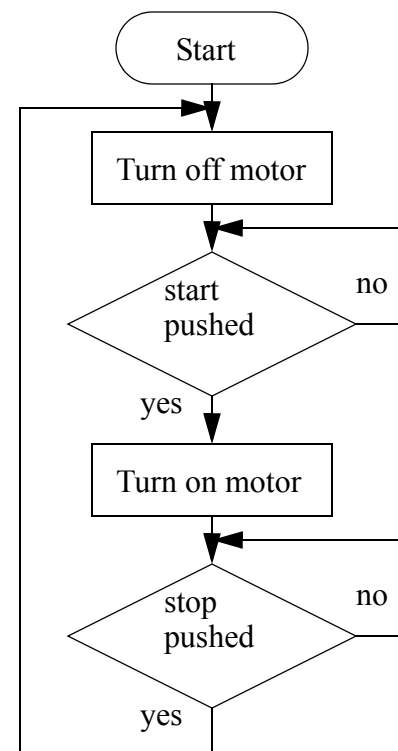 Start
Turn off motor
start
pushed
no
yes
Turn on motor
stop
pushed
no
yes